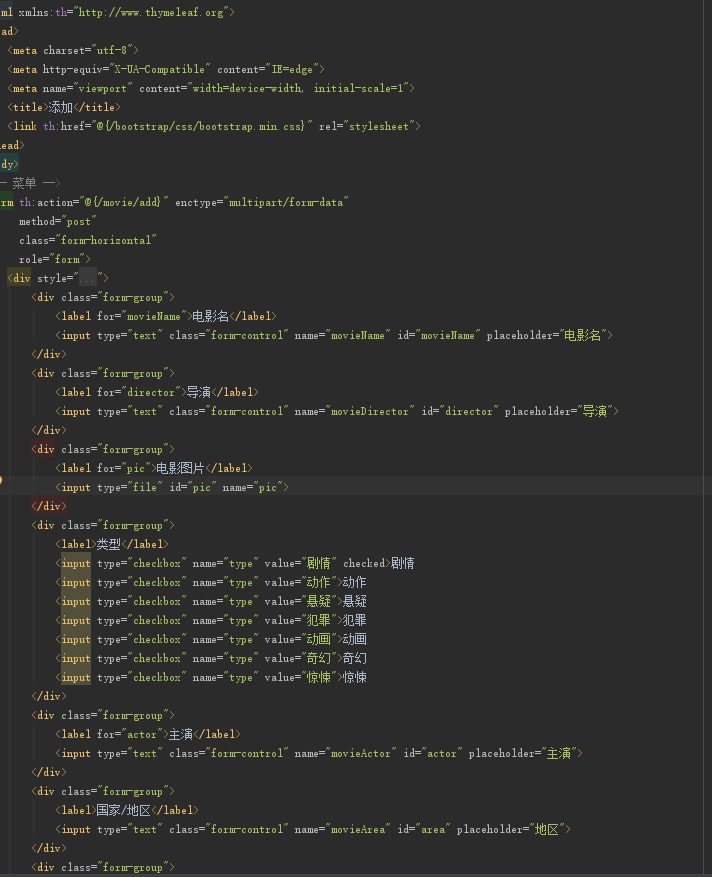 ml xmlns:th="http://www.thymeleaf.org">
ad>
<meta charset="utf-8">
<meta http-equiv="X-UA-Compatible" content="IE=edge">
<meta name="viewport" content="width=device-width, initial-scale=1">
<title>添加</title>
<link th:href="@{/bootstrap/css/bootstrap.min.css}" rel="stylesheet">
ead>
dy>
— 菜单 —>
rm th:action="@{/movie/add}" enctype="multipart/form-data"
method="post"
class="form-horizontal"
role="form">
<div style="...">
<div class="form-group">
<label for="movieName">电影名</label>
<input type="text" class="form-control" name="movieName" id="movieName" placeholder="电影名">
</div>
<div class="form-group">
<label for="director">导演</label>
<input type="text" class="form-control" name="movieDirector" id="director" placeholder="导演">
</div>
<div class="form-group">
<label for="pic">电影图片</label>
<input type="file" id="pic" name="pic">
</div>
<div class="form-group">
<label>类型</label>
<input type="checkbox" name="type" value="剧情" checked>剧情
<input type="checkbox" name="type" value="动作">动作
<input type="checkbox" name="type" value="悬疑">悬疑
<input type="checkbox" name="type" value="犯罪">犯罪
<input type="checkbox" name="type" value="动画">动画
<input type="checkbox" name="type" value="奇幻">奇幻
<input type="checkbox" name="type" value="惊悚">惊悚
</div>
<div class="form-group">
<label for="actor">主演</label>
<input type="text" class="form-control" name="movieActor" id="actor" placeholder="主演">
</div>
<div class="form-group">
<label>国家/地区</label>
<input type="text" class="form-control" name="movieArea" id="area" placeholder="地区">
</div>
<div class="form-group">